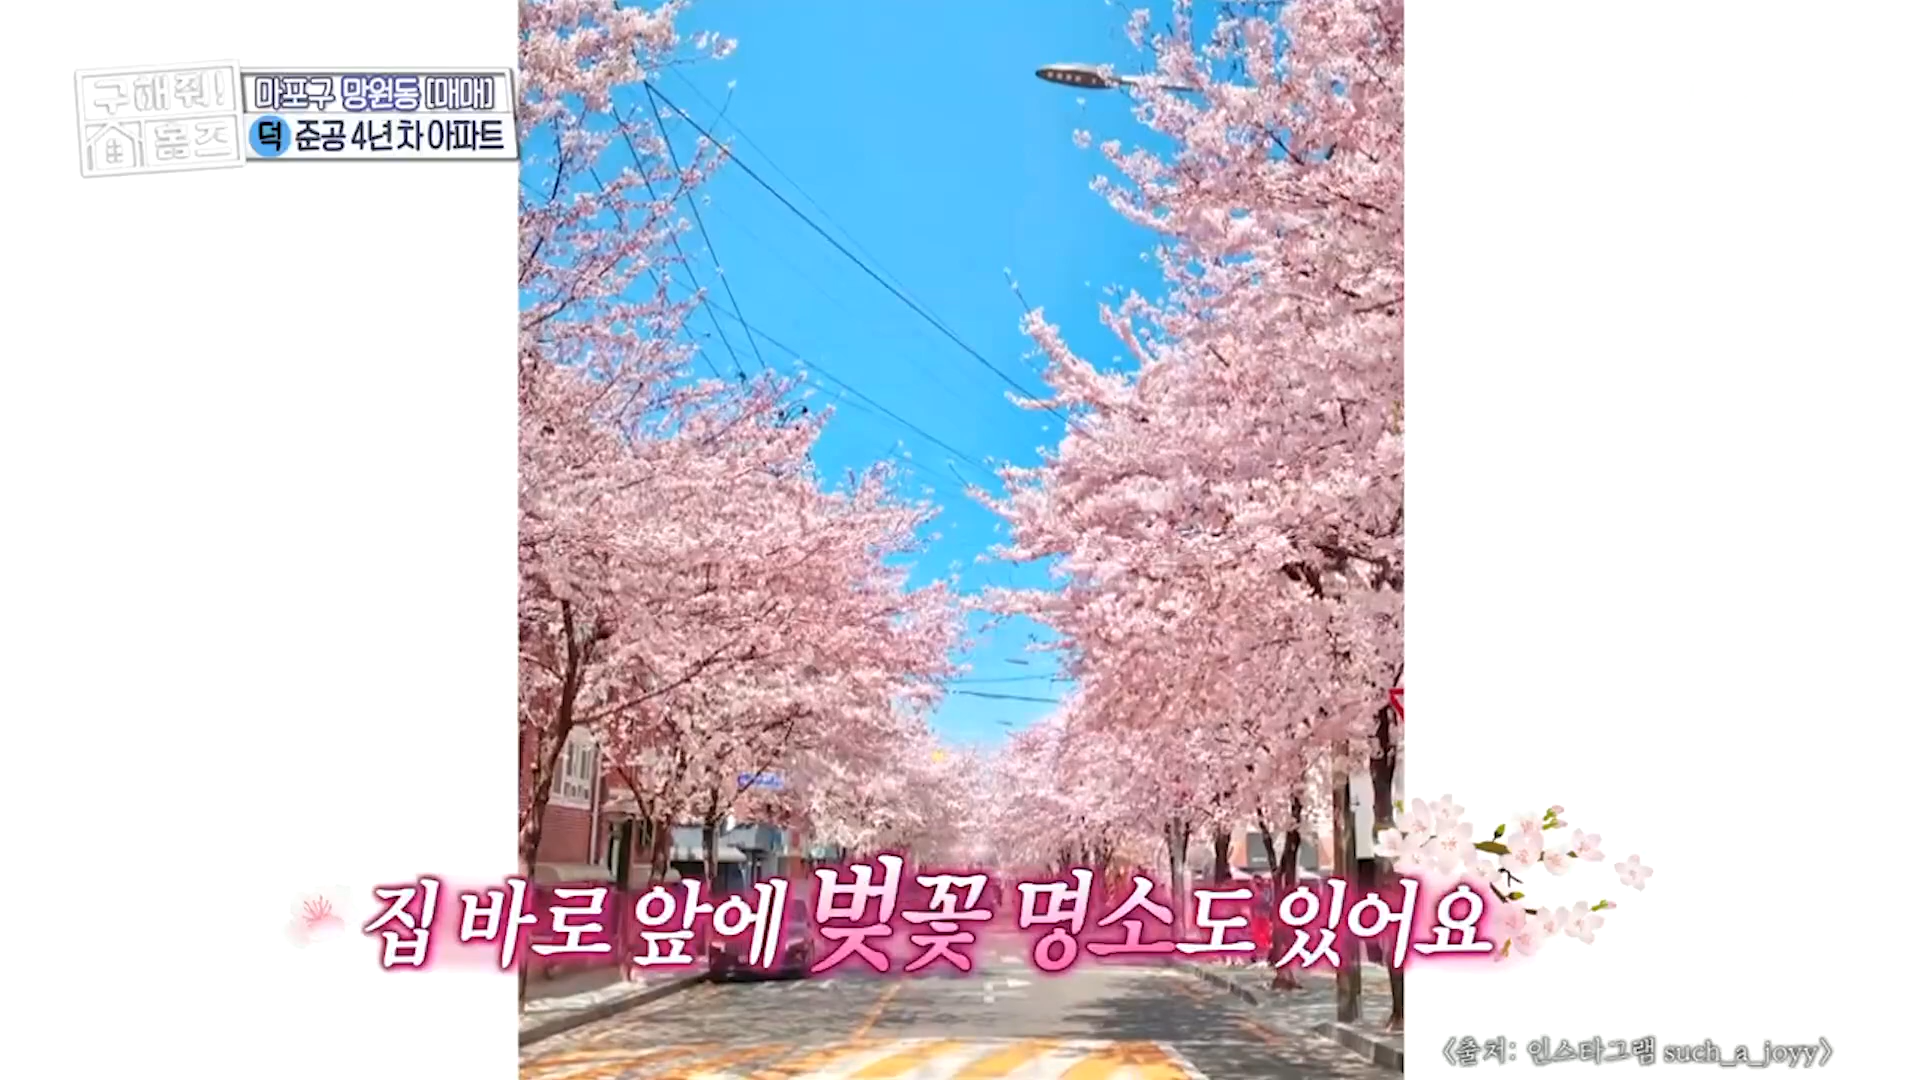 구해줘! 홈즈
마포구 망원동 [매매]
덕 준공 4년 차 아파트
집 바로 앞에 벚꽃 명소도 있어요
<출처: 인스타그램 such_a_joyy>